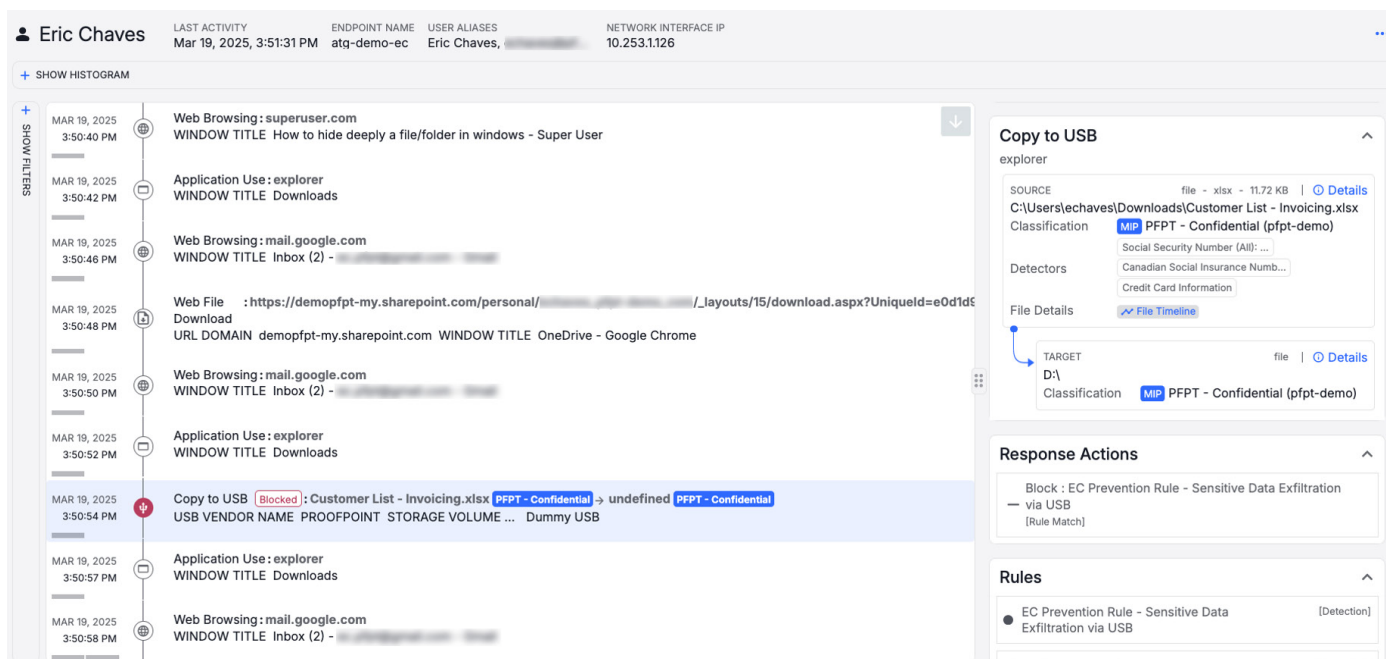 Eric Chaves
LAST ACTIVITY
Mar 19, 2025, 3:51:31 PM
ENDPOINT NAME
atg-demo-ec
USER ALIASES
Eric Chaves,
NETWORK INTERFACE IP
10.253.1.126
+ SHOW HISTOGRAM
+ SHOW FILTERS
MAR 19, 2025
3:50:40 PM
Web Browsing: superuser.com
WINDOW TITLE How to hide deeply a file/folder in windows - Super User
MAR 19, 2025
3:50:42 PM
Application Use: explorer
WINDOW TITLE Downloads
MAR 19, 2025
3:50:46 PM
Web Browsing: mail.google.com
WINDOW TITLE Inbox (2) -
MAR 19, 2025
3:50:48 PM
Web File : https://demopfpt-my.sharepoint.com/personal/ /_layouts/15/download.aspx?UniqueId=e0d1d9
Download
URL DOMAIN demopfpt-my.sharepoint.com WINDOW TITLE OneDrive - Google Chrome
MAR 19, 2025
3:50:50 PM
Web Browsing: mail.google.com
WINDOW TITLE Inbox (2) -
MAR 19, 2025
3:50:52 PM
Application Use: explorer
WINDOW TITLE Downloads
MAR 19, 2025
3:50:54 PM
Copy to USB Blocked : Customer List - Invoicing.xlsx PFPT - Confidential → undefined PFPT - Confidential
USB VENDOR NAME PROOFPOINT STORAGE VOLUME ... Dummy USB
MAR 19, 2025
3:50:57 PM
Application Use: explorer
WINDOW TITLE Downloads
MAR 19, 2025
3:50:58 PM
Web Browsing: mail.google.com
WINDOW TITLE Inbox (2) -
Copy to USB
explorer
SOURCE file - xlsx - 11.72 KB | Details
C:\Users\echaves\Downloads\Customer List - Invoicing.xlsx
Classification MIP PFPT - Confidential (pfpt-demo)
Social Security Number (All): ...
Detectors Canadian Social Insurance Numb...
Credit Card Information
File Details File Timeline
TARGET file | Details
D:\
Classification MIP PFPT - Confidential (pfpt-demo)
Response Actions
Block : EC Prevention Rule - Sensitive Data Exfiltration
via USB
[Rule Match]
Rules
EC Prevention Rule - Sensitive Data [Detection]
Exfiltration via USB